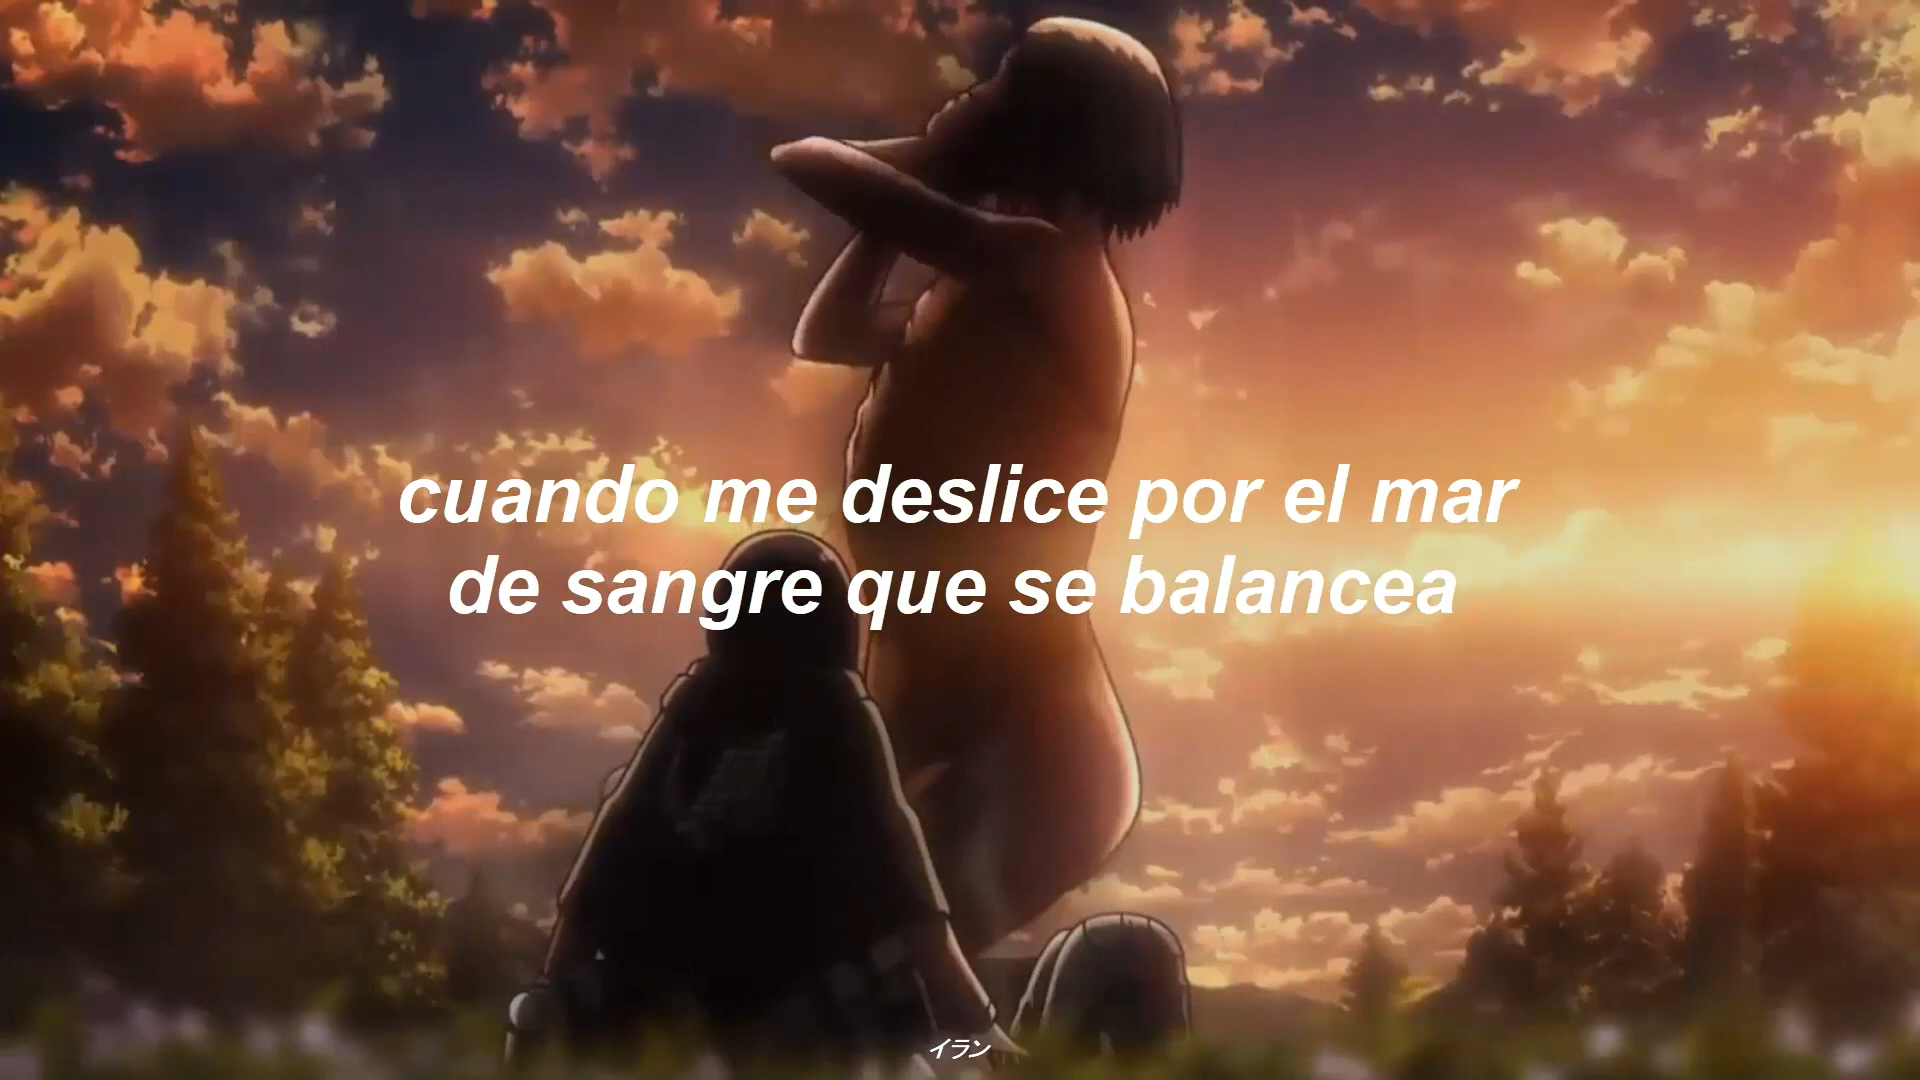 cuando me deslice por el mar
de sangre que se balancea
イラン